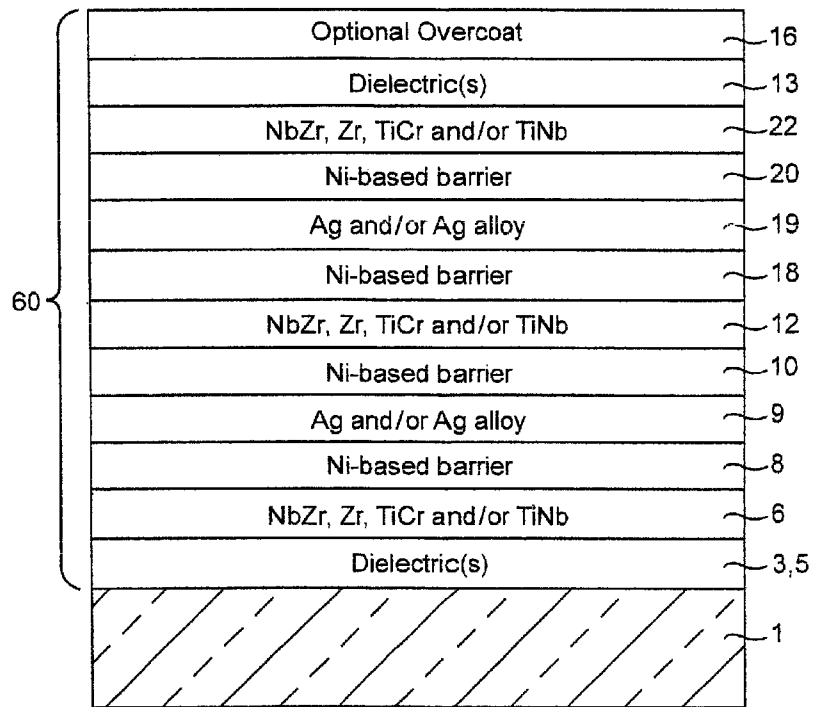 Optional Overcoat 16
Dielectric(s) 13
NbZr, Zr, TiCr and/or TiNb 22
Ni-based barrier 20
Ag and/or Ag alloy 19
Ni-based barrier 18
60
NbZr, Zr, TiCr and/or TiNb 12
Ni-based barrier 10
Ag and/or Ag alloy 9
Ni-based barrier 8
NbZr, Zr, TiCr and/or TiNb 6
Dielectric(s) 3,5
1